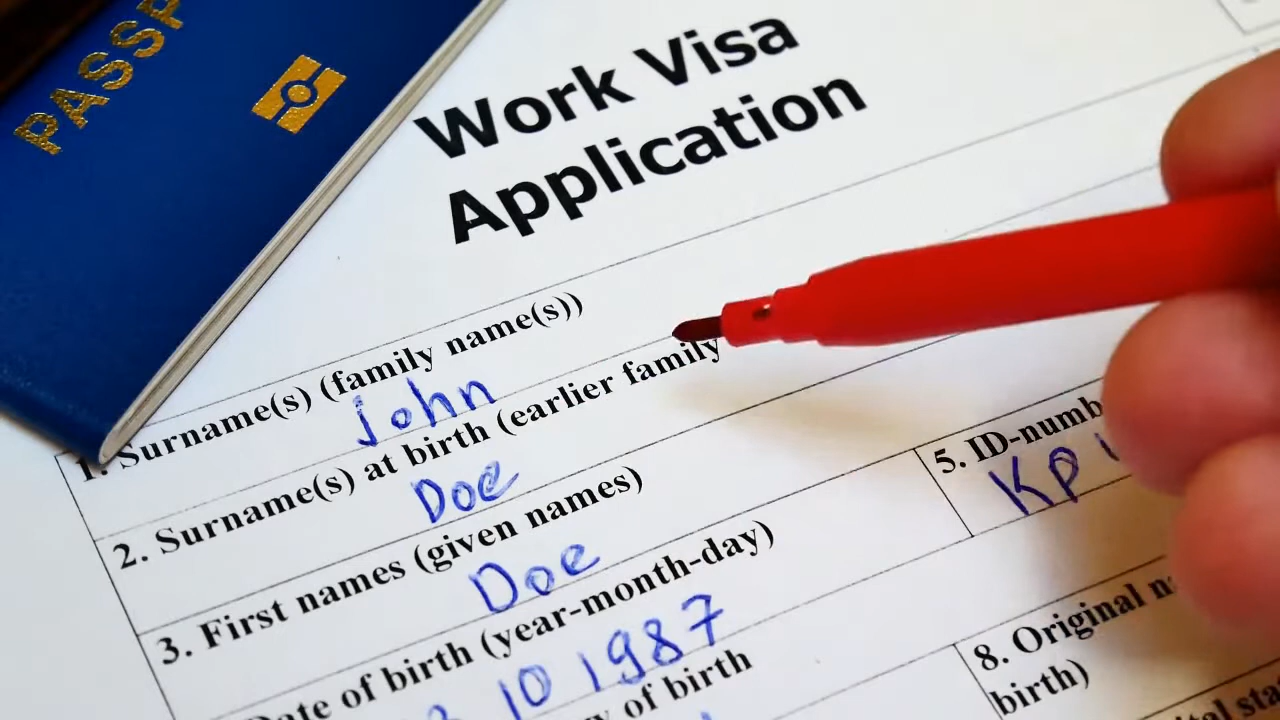 PASSP
Work Visa
Application
1. Surname(s) (family name(s))
john
2. Surname(s) at birth (earlier family
Doe
3. First names (given names)
Doe
5. ID-numb
KP
Date of birth (year-month-day)
10 1987
of birth
8. Original n
birth)